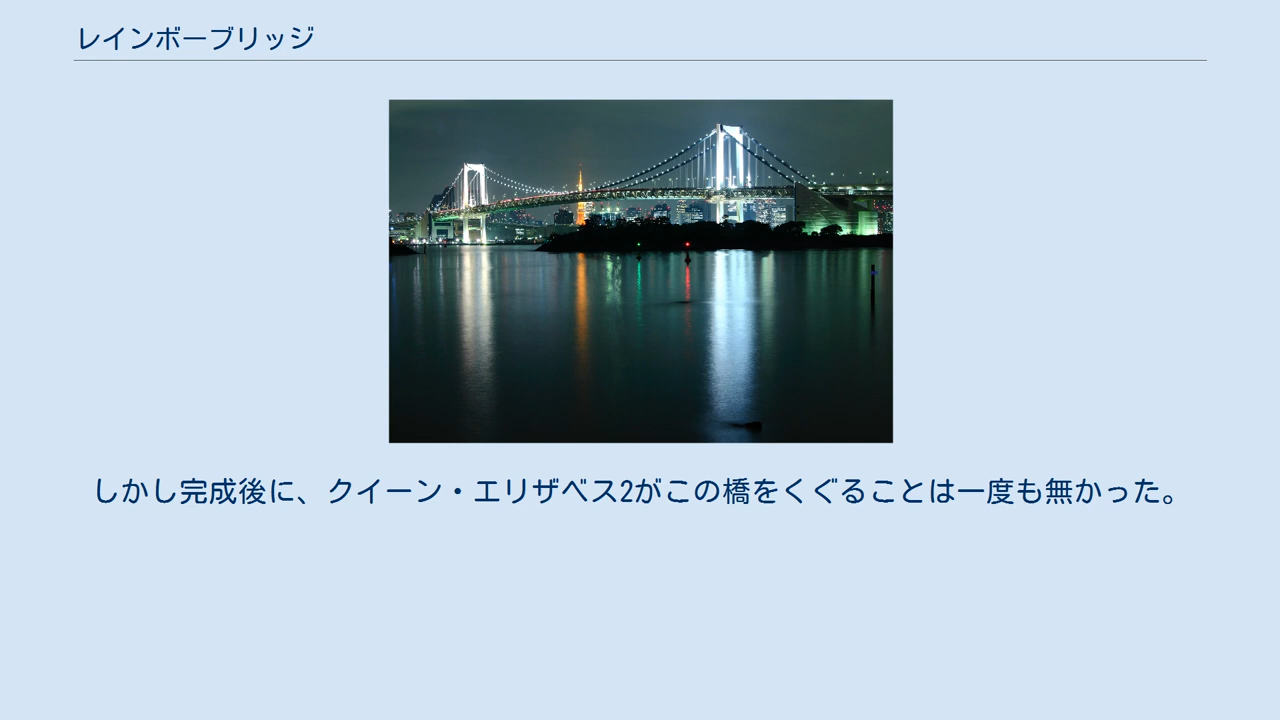 レインボーブリッジ
しかし完成後に、クイーン・エリザベス2がこの橋をくぐることは一度も無かった。